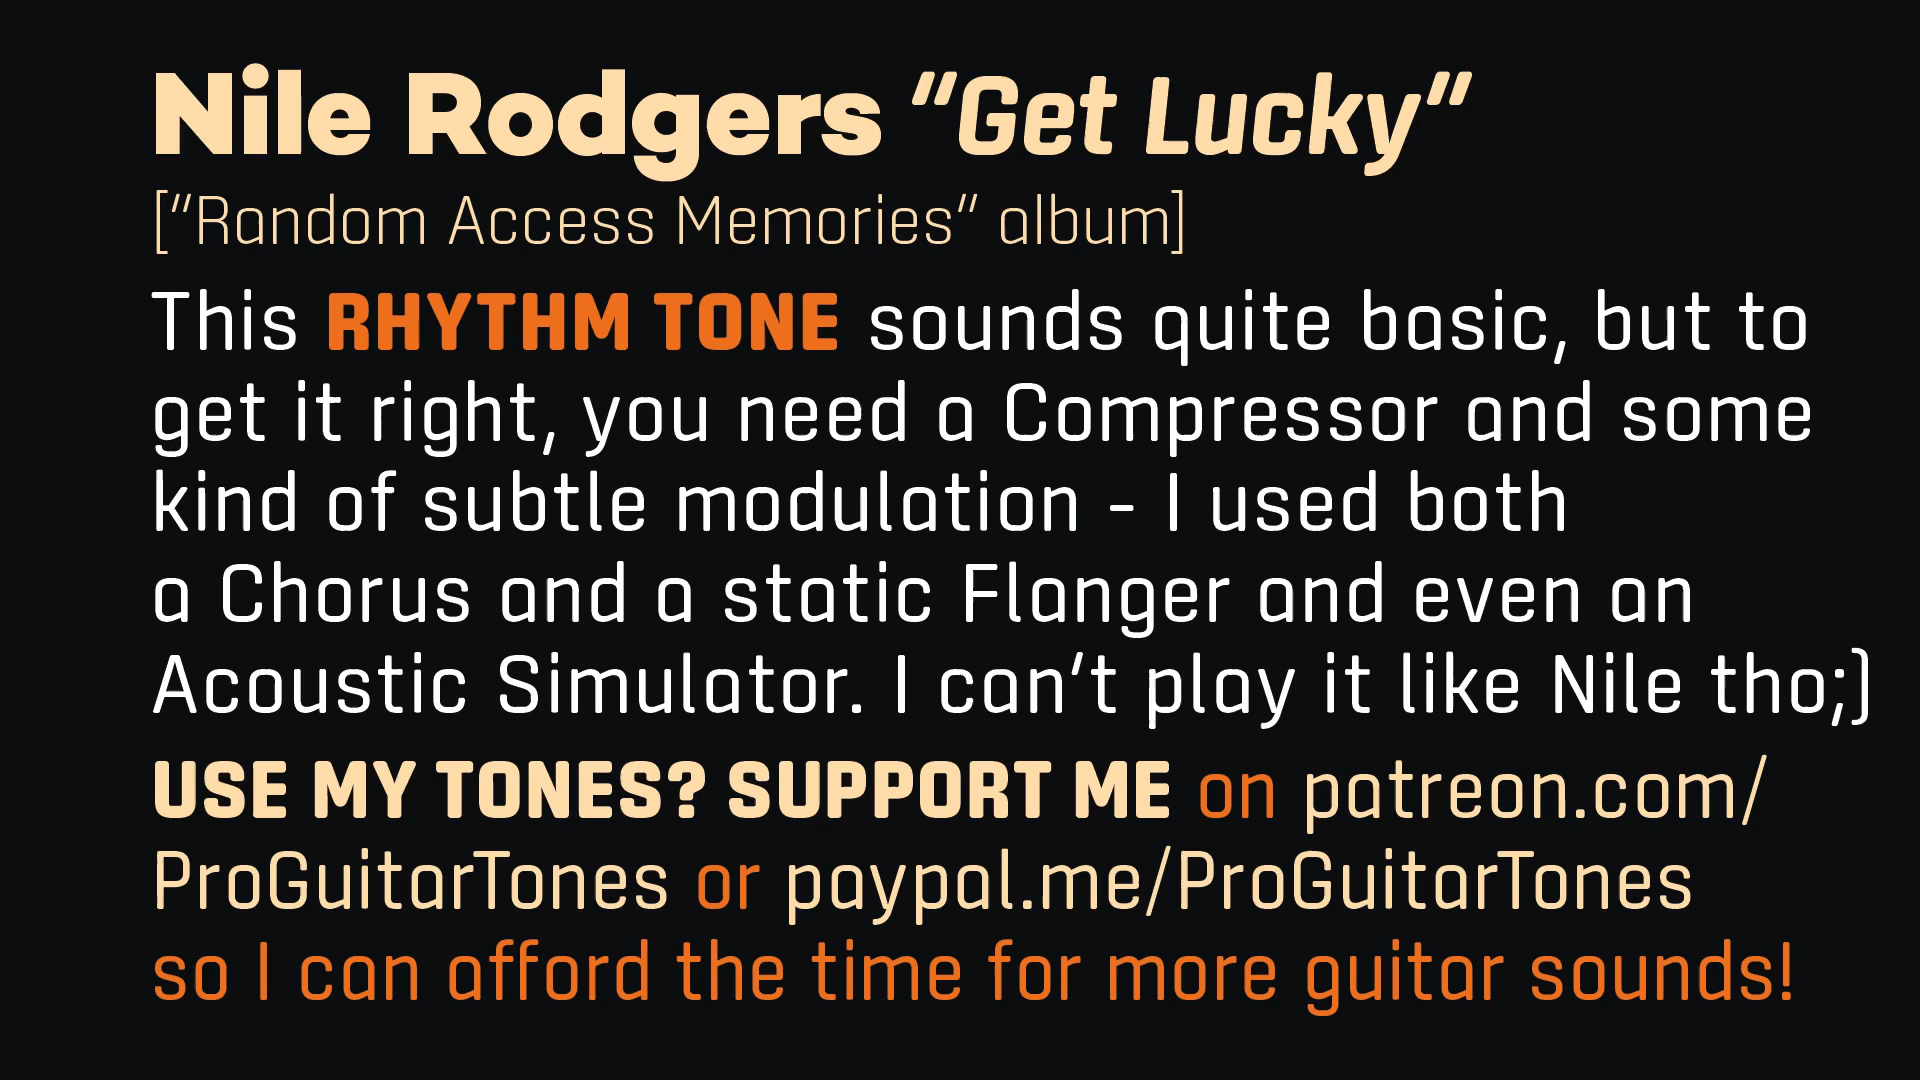 Nile Rodgers "Get Lucky"
["Random Access Memories" album]
This RHYTHM TONE sounds quite basic, but to
get it right, you need a Compressor and some
kind of subtle modulation - I used both
a Chorus and a static Flanger and even an
Acoustic Simulator. I can't play it like Nile tho;)
USE MY TONES? SUPPORT ME on patreon.com/
ProGuitarTones or paypal.me/ProGuitarTones
so I can afford the time for more guitar sounds!